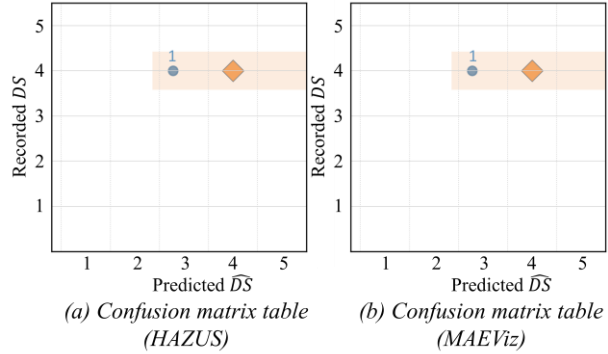 5
4
3
2
1
Recorded DS
1
1 2 3 4 5
Predicted D̂S
(a) Confusion matrix table
(HAZUS)
5
4
3
2
1
Recorded DS
1
1 2 3 4 5
Predicted D̂S
(b) Confusion matrix table
(MAEViz)